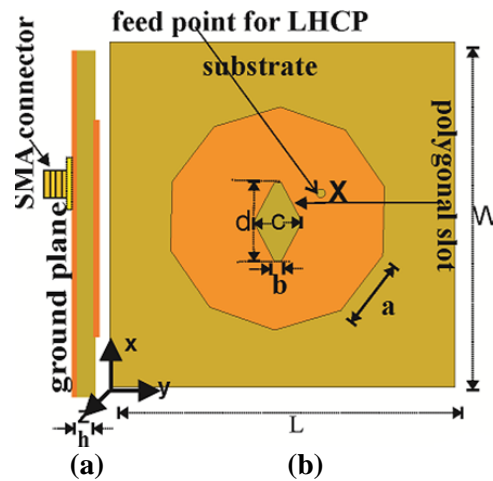 feed point for LHCP
substrate
SMA connector
ground plane
polygonal slot
X
d
c
b
a
W
x
y
z
h
L
(a)
(b)